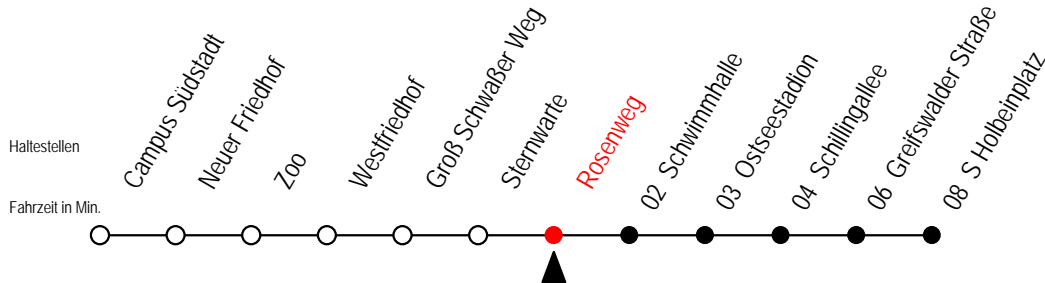 Haltestellen
Fahrzeit in Min.
Campus Südstadt
Neuer Friedhof
Zoo
Westfriedhof
Groß Schwaßer Weg
Sternwarte
Rosenweg
02 Schwimmhalle
03 Ostseestadion
04 Schillingallee
06 Greifswalder Straße
08 S Holbeinplatz